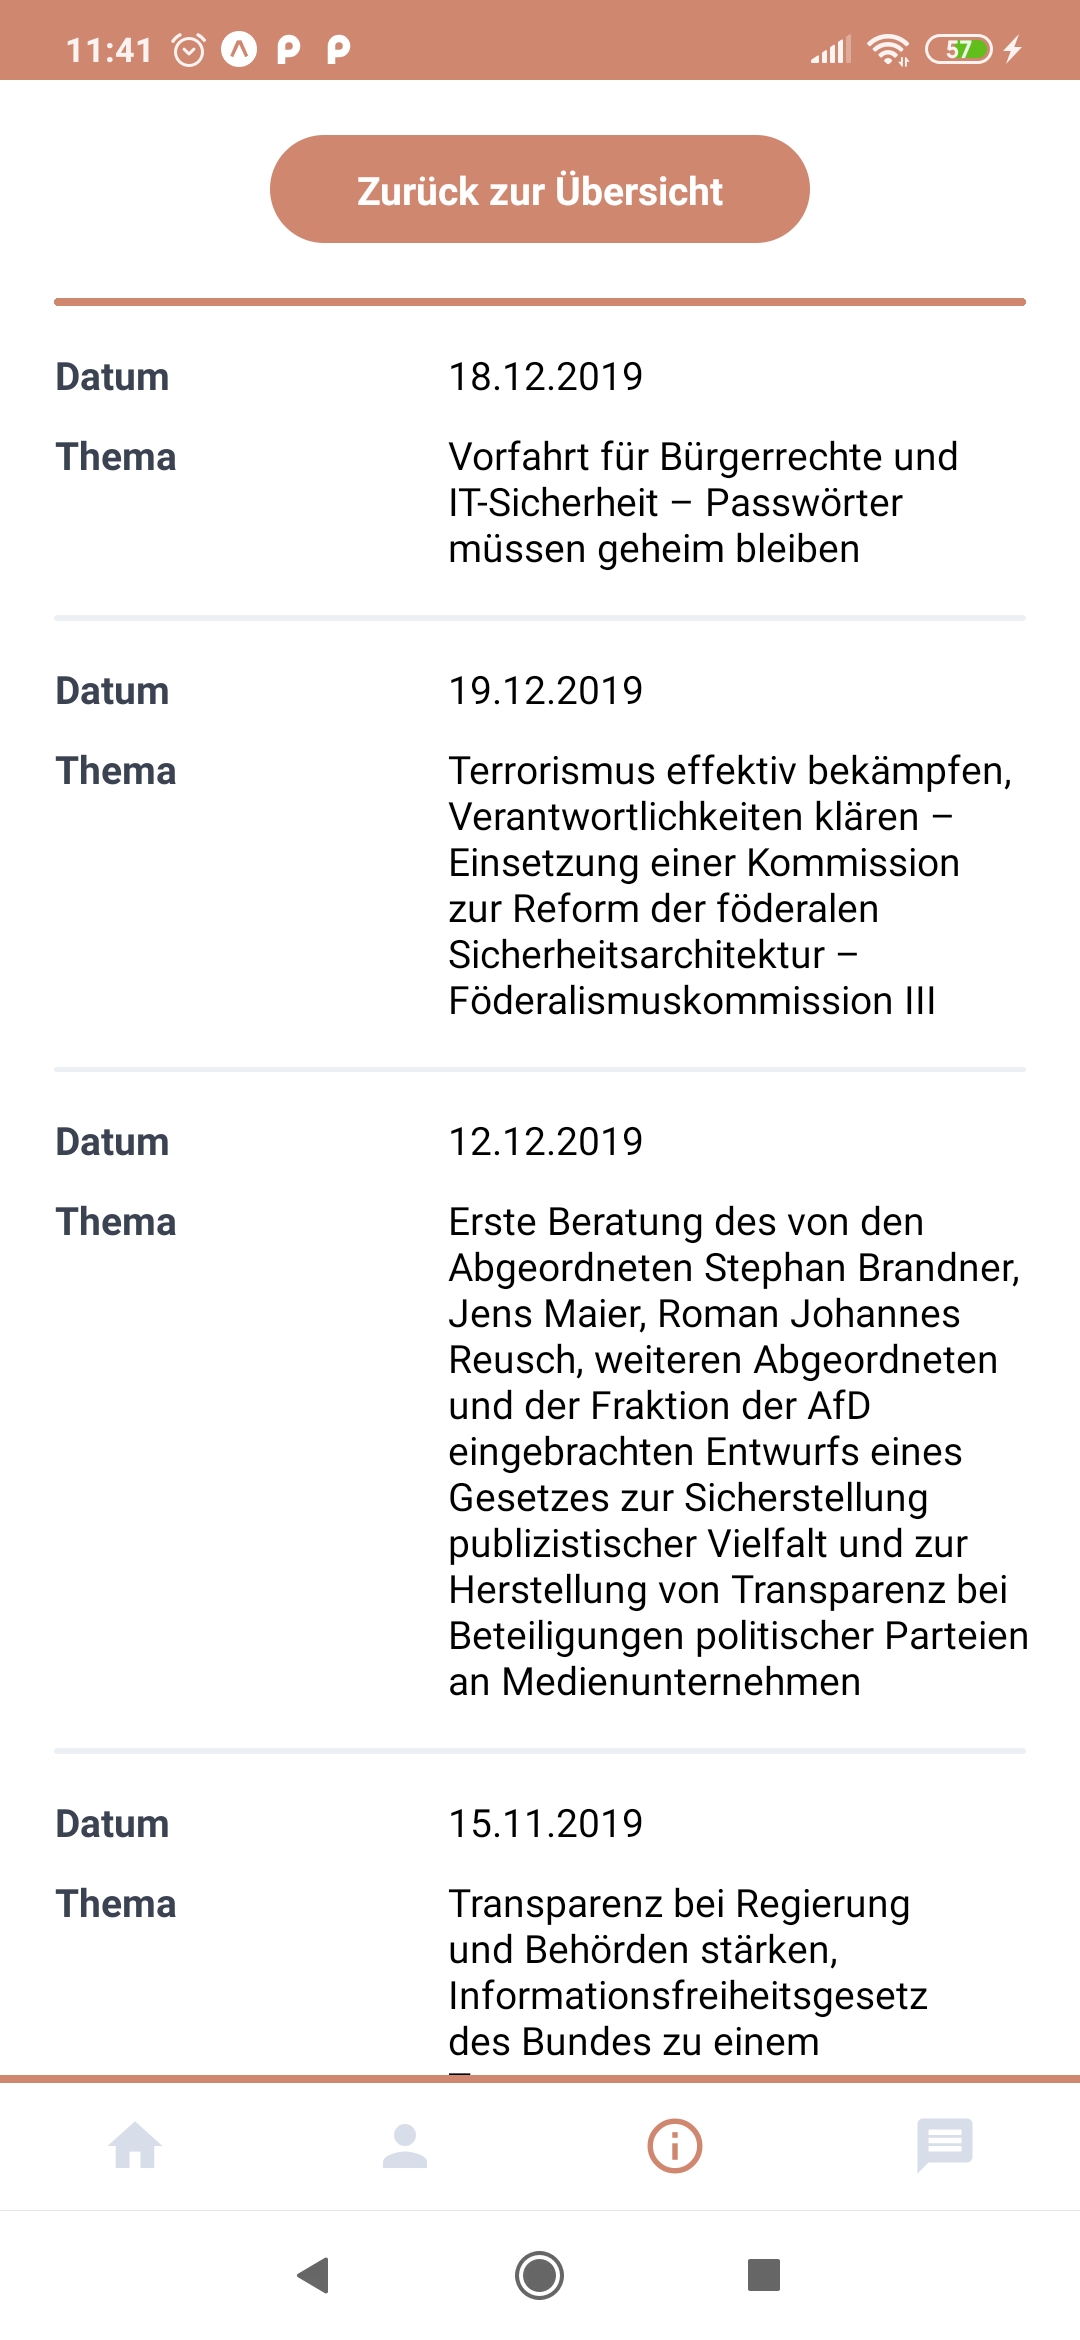 11:41
57
Zurück zur Übersicht
Datum 18.12.2019
Thema Vorfahrt für Bürgerrechte und
IT-Sicherheit – Passwörter
müssen geheim bleiben
Datum 19.12.2019
Thema Terrorismus effektiv bekämpfen,
Verantwortlichkeiten klären –
Einsetzung einer Kommission
zur Reform der föderalen
Sicherheitsarchitektur –
Föderalismuskommission III
Datum 12.12.2019
Thema Erste Beratung des von den
Abgeordneten Stephan Brandner,
Jens Maier, Roman Johannes
Reusch, weiteren Abgeordneten
und der Fraktion der AfD
eingebrachten Entwurfs eines
Gesetzes zur Sicherstellung
publizistischer Vielfalt und zur
Herstellung von Transparenz bei
Beteiligungen politischer Parteien
an Medienunternehmen
Datum 15.11.2019
Thema Transparenz bei Regierung
und Behörden stärken,
Informationsfreiheitsgesetz
des Bundes zu einem